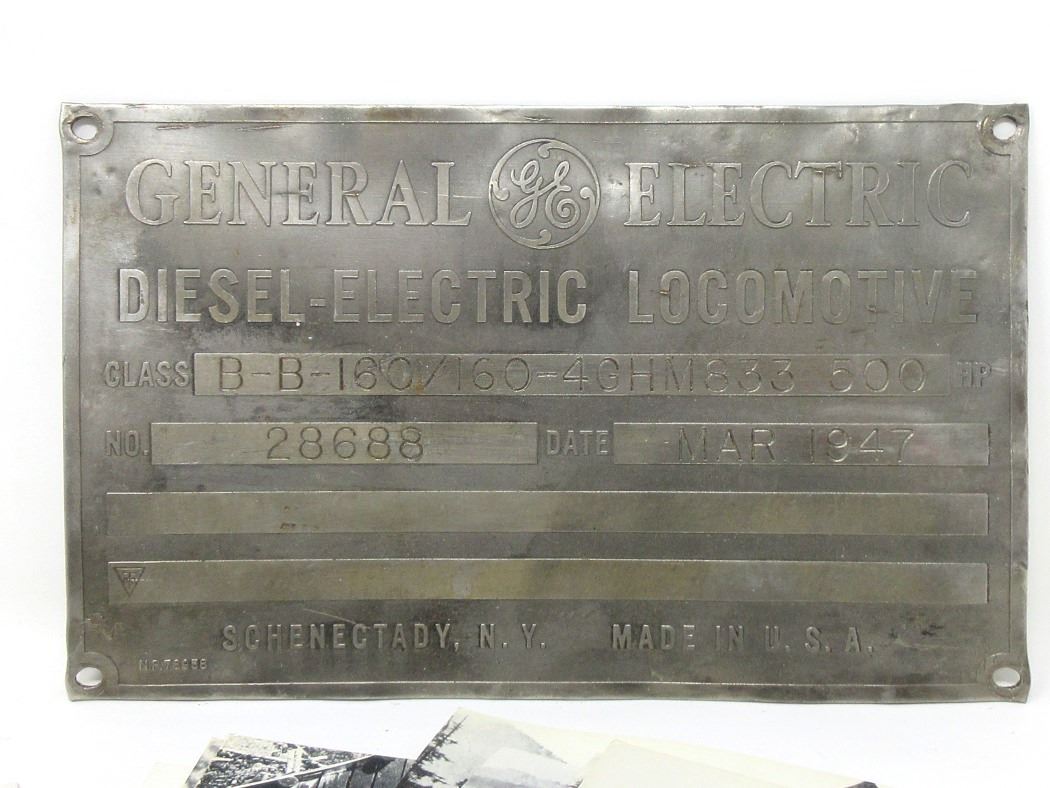 GENERAL GE ELECTRIC
DIESEL-ELECTRIC LOCOMOTIVE
CLASS B-B-160/160-4GHM833 500 HP
NO. 28688 DATE MAR 1947
SCHENECTADY, N. Y. MADE IN U. S. A.